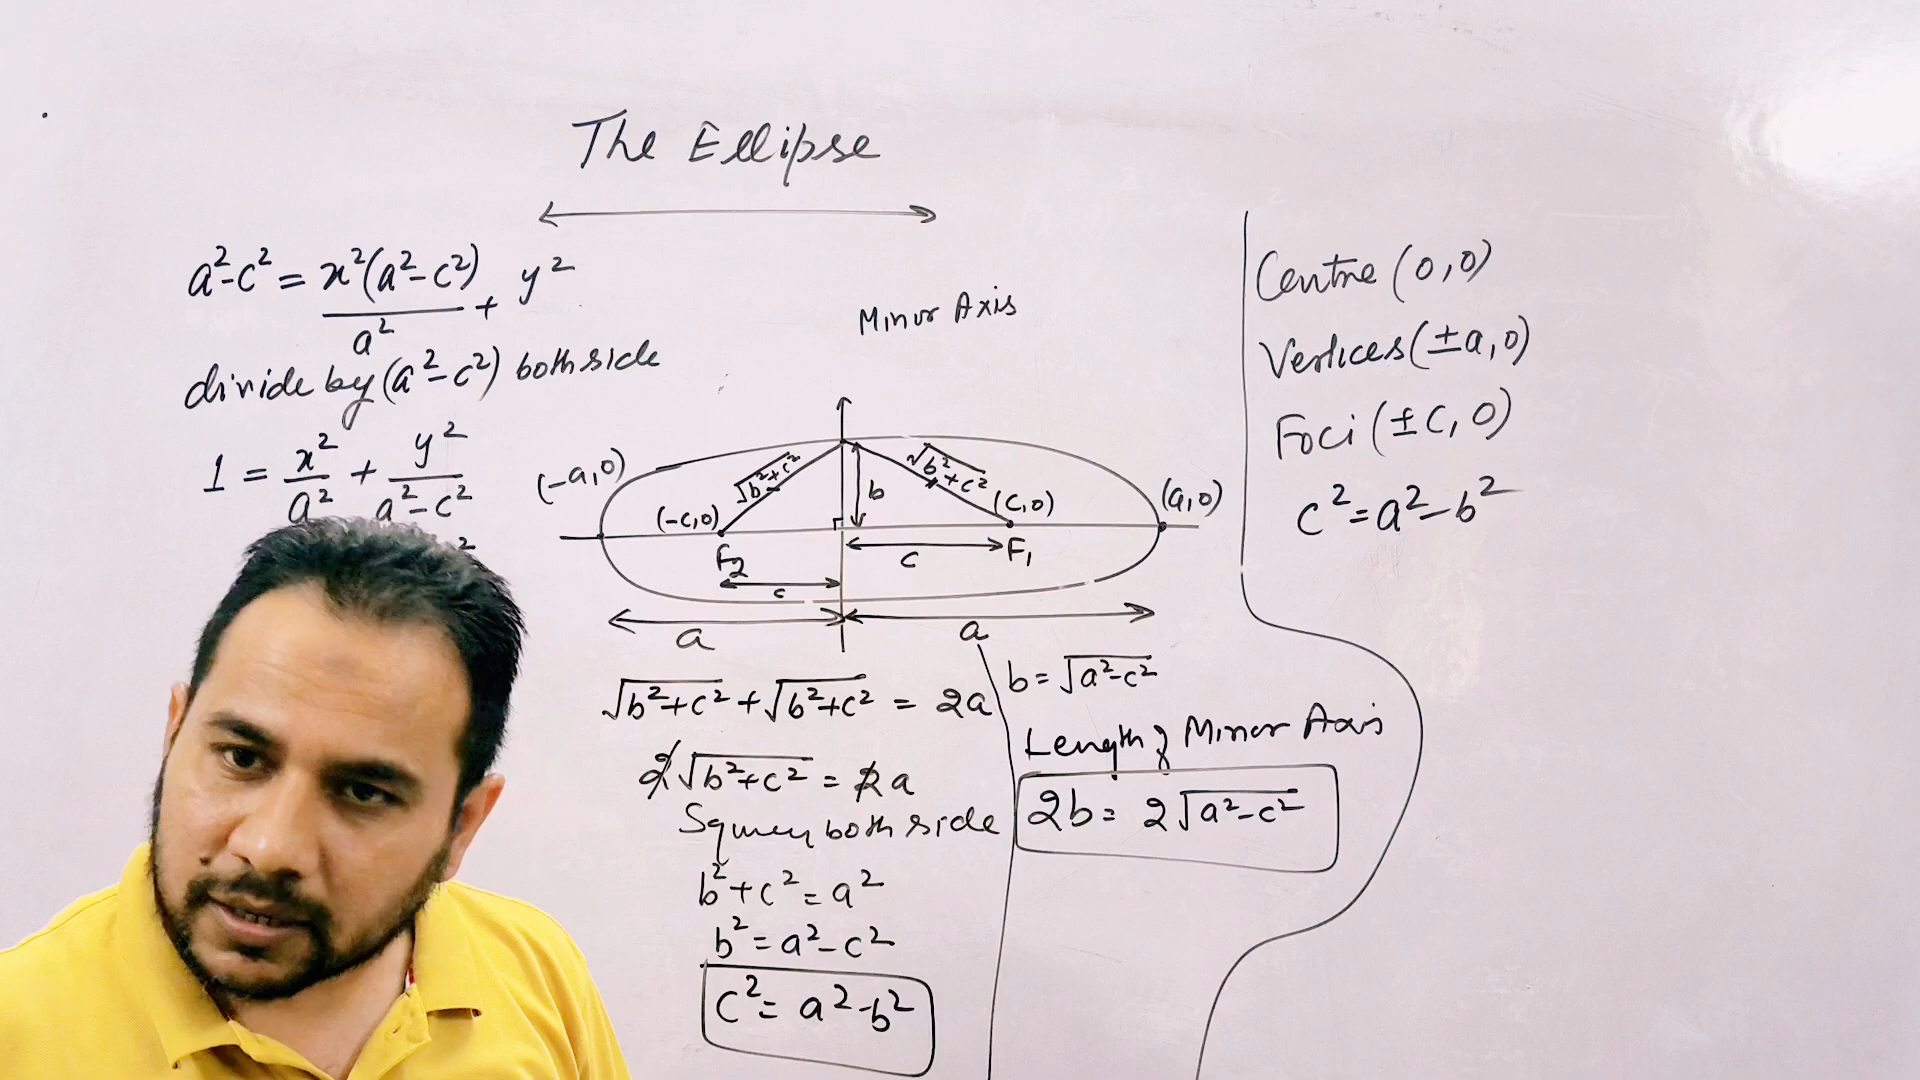 The Ellipse
a²-c² = x²(a²-c²)/a² + y²
divide by (a²-c²) both side
1 = x²/a² + y²/a²-c²
Minor Axis
(-a,0)
√b²+c²
√b²+c²
b
(-c,0)
(c,0)
(a,0)
F₂
c
F₁
c
a
a
√b²+c² + √b²+c² = 2a
2√b²+c² = 2a
both side
b²+c² = a²
b² = a²-c²
c² = a²-b²
b = √a²-c²
Length of Minor Axis
2b = 2√a²-c²
Centre (0,0)
Vertices (±a,0)
Foci (±c,0)
c² = a²-b²